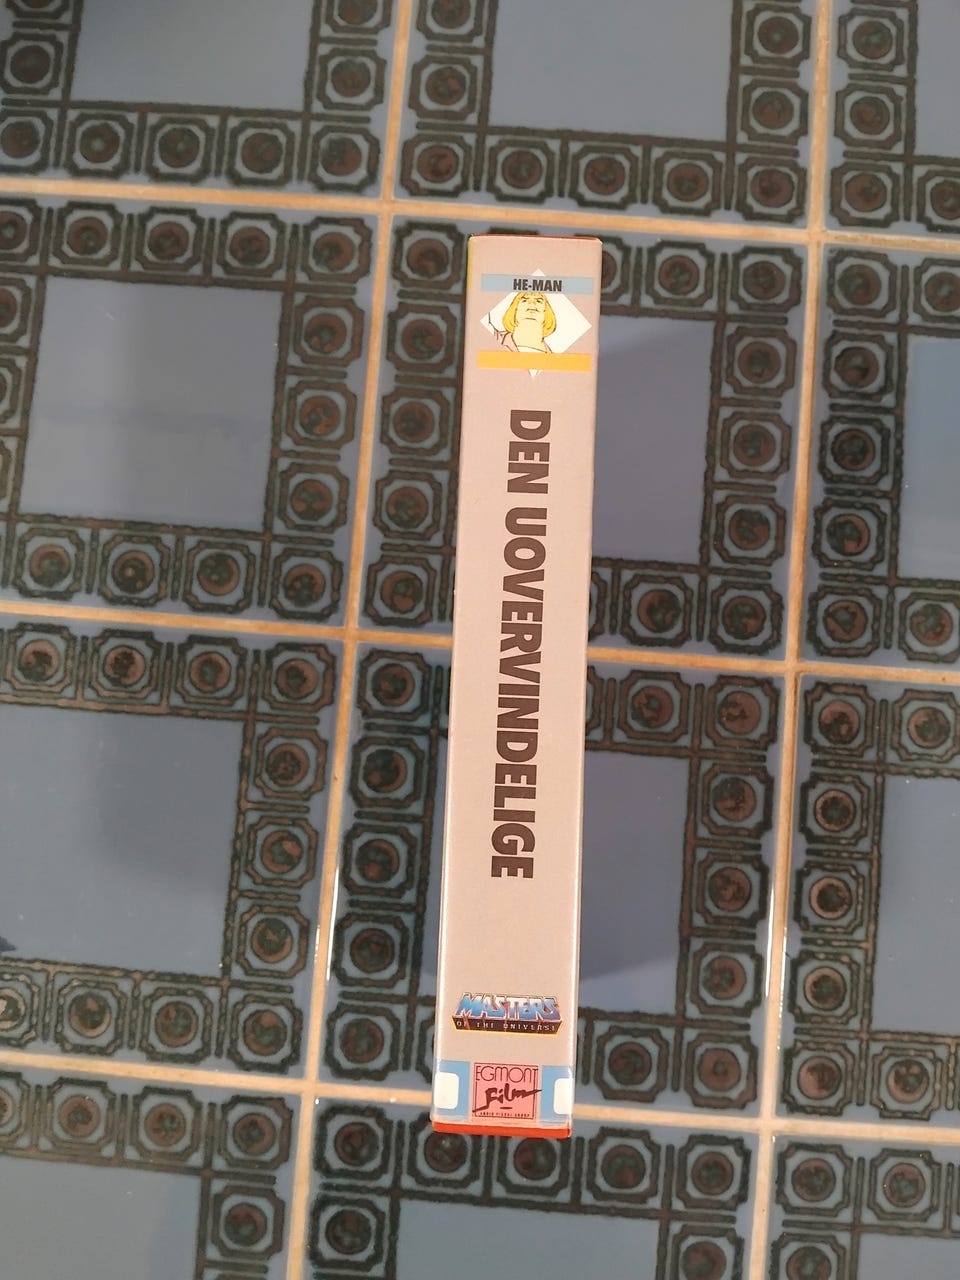 HE-MAN
DEN UOVERVINDELIGE
MASTERS
OF THE UNIVERSE
EGMONT
Film